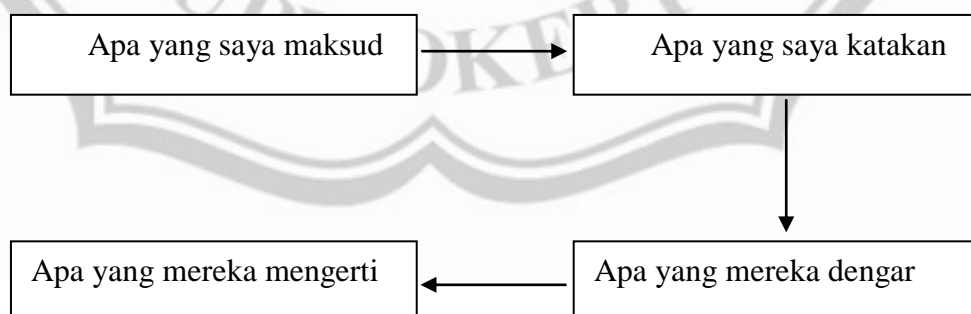 Apa yang saya maksud
Apa yang saya katakan
Apa yang mereka mengerti
Apa yang mereka dengar